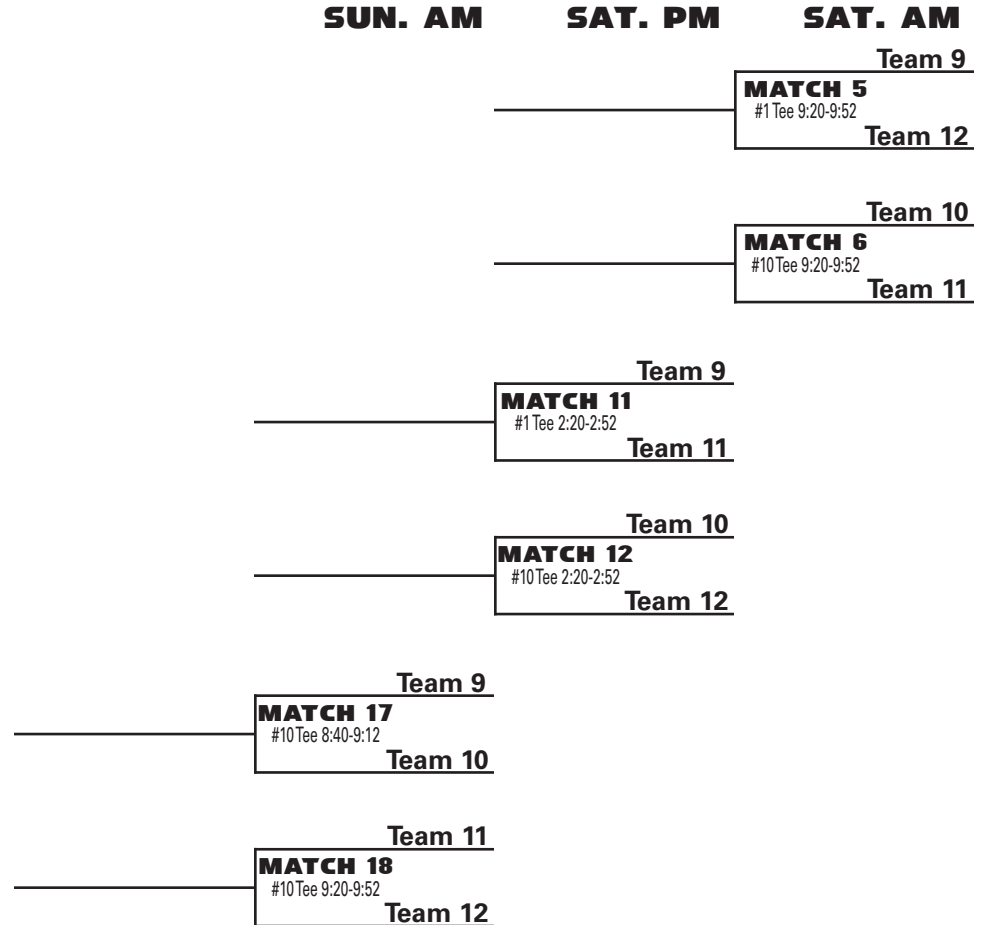 SUN. AM SAT. PM SAT. AM
Team 9
MATCH 5
#1 Tee 9:20-9:52
Team 12
Team 10
MATCH 6
#10 Tee 9:20-9:52
Team 11
Team 9
MATCH 11
#1 Tee 2:20-2:52
Team 11
Team 10
MATCH 12
#10 Tee 2:20-2:52
Team 12
Team 9
MATCH 17
#10 Tee 8:40-9:12
Team 10
Team 11
MATCH 18
#10 Tee 9:20-9:52
Team 12